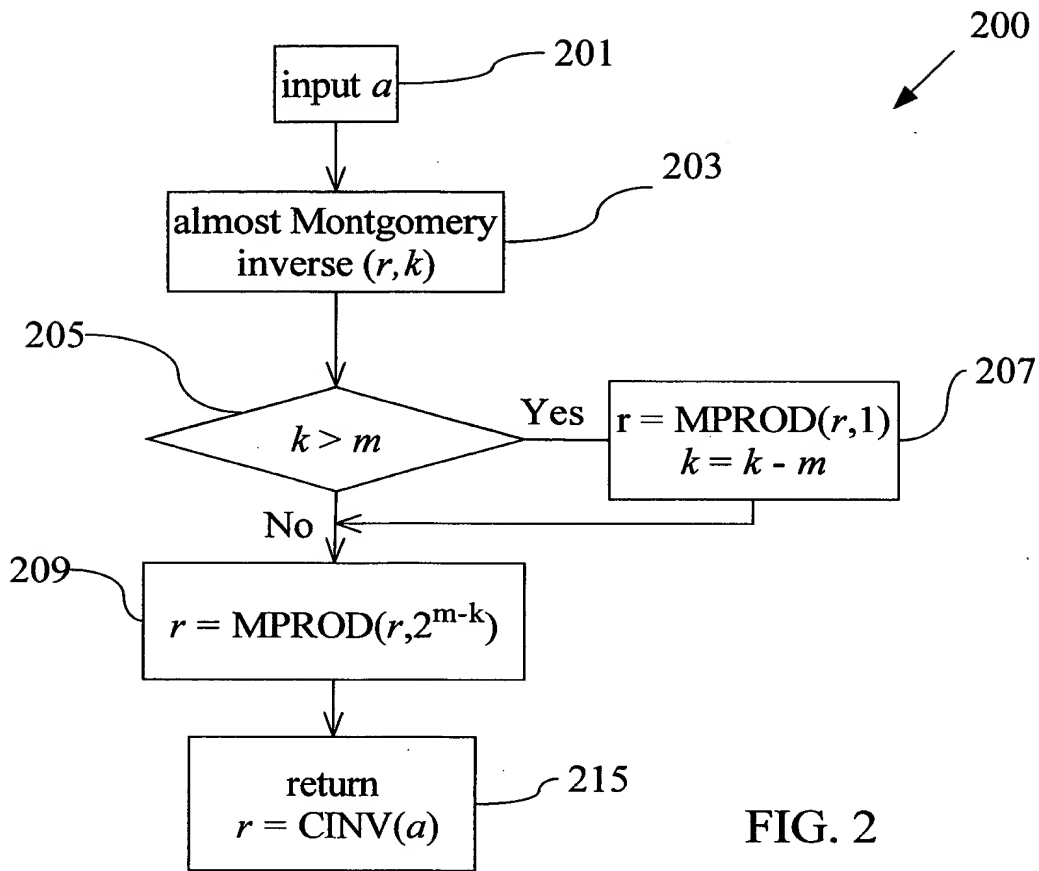 200
201
input a
203
almost Montgomery
inverse (r, k)
205
k > m
Yes
207
r = MPROD(r,1)
k = k - m
No
209
r = MPROD(r,2^{m-k})
215
return
r = CINV(a)
FIG. 2